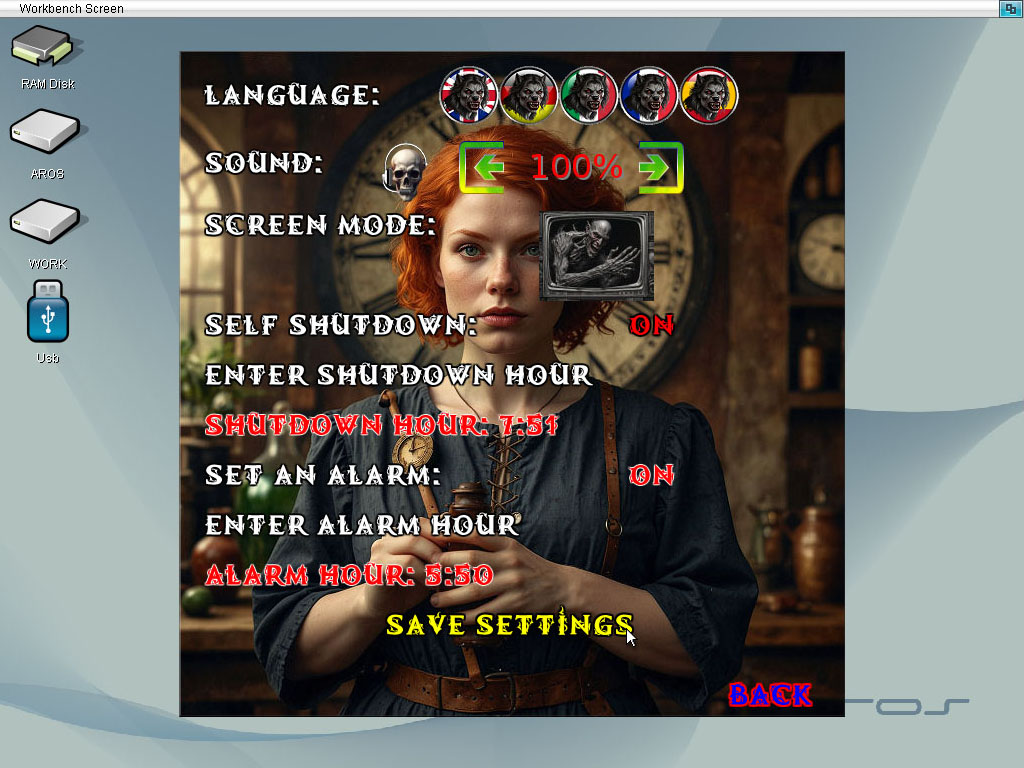 Workbench Screen
RAM Disk
AROS
WORK
Usb
LANGUAGE:
SOUND: 100%
SCREEN MODE:
SELF SHUTDOWN: ON
ENTER SHUTDOWN HOUR
SHUTDOWN HOUR: 7:51
SET AN ALARM: ON
ENTER ALARM HOUR
ALARM HOUR: 5:50
SAVE SETTINGS
BACK